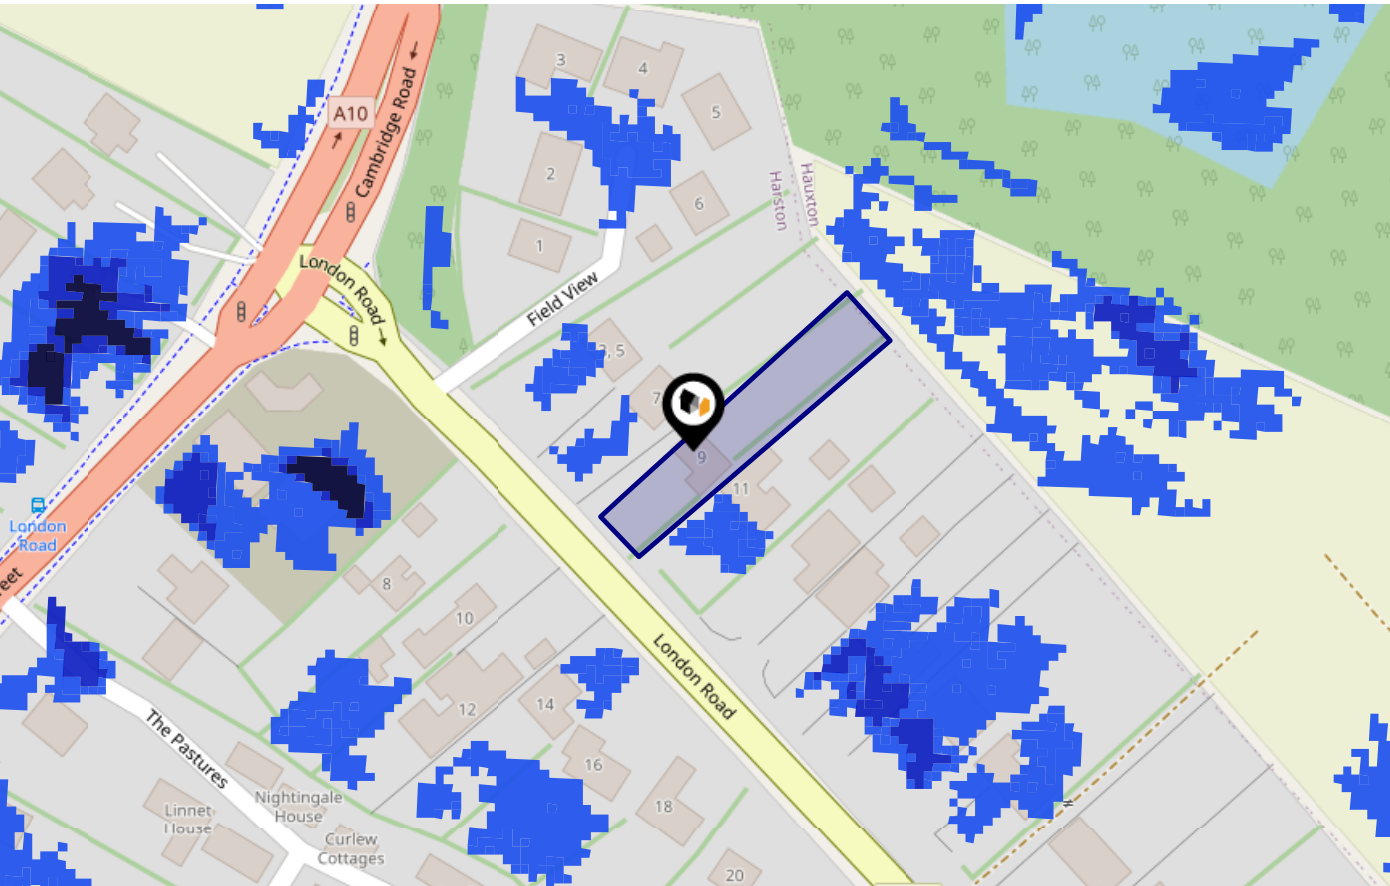 A10
Cambridge Road
3
4
5
2
6
1
Hauxton
Harston
London Road
Field View
3, 5
7
9
11
London
Road
8
10
12
14
16
18
20
London Road
The Pastures
Nightingale
House
Linnet
House
Curlew
Cottages